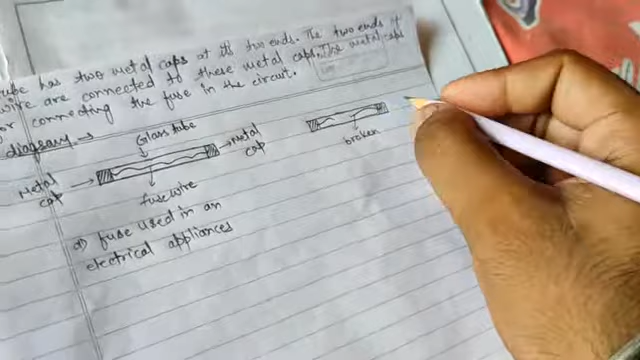 tube has two metal caps at its two ends. The two ends of
wire are connected to these metal caps. The metal caps
for connecting the fuse in the circuit.
diagram →
Glass tube
metal
cap
Metal
cap
fuse wire
broken
a) fuse used in an
electrical appliances